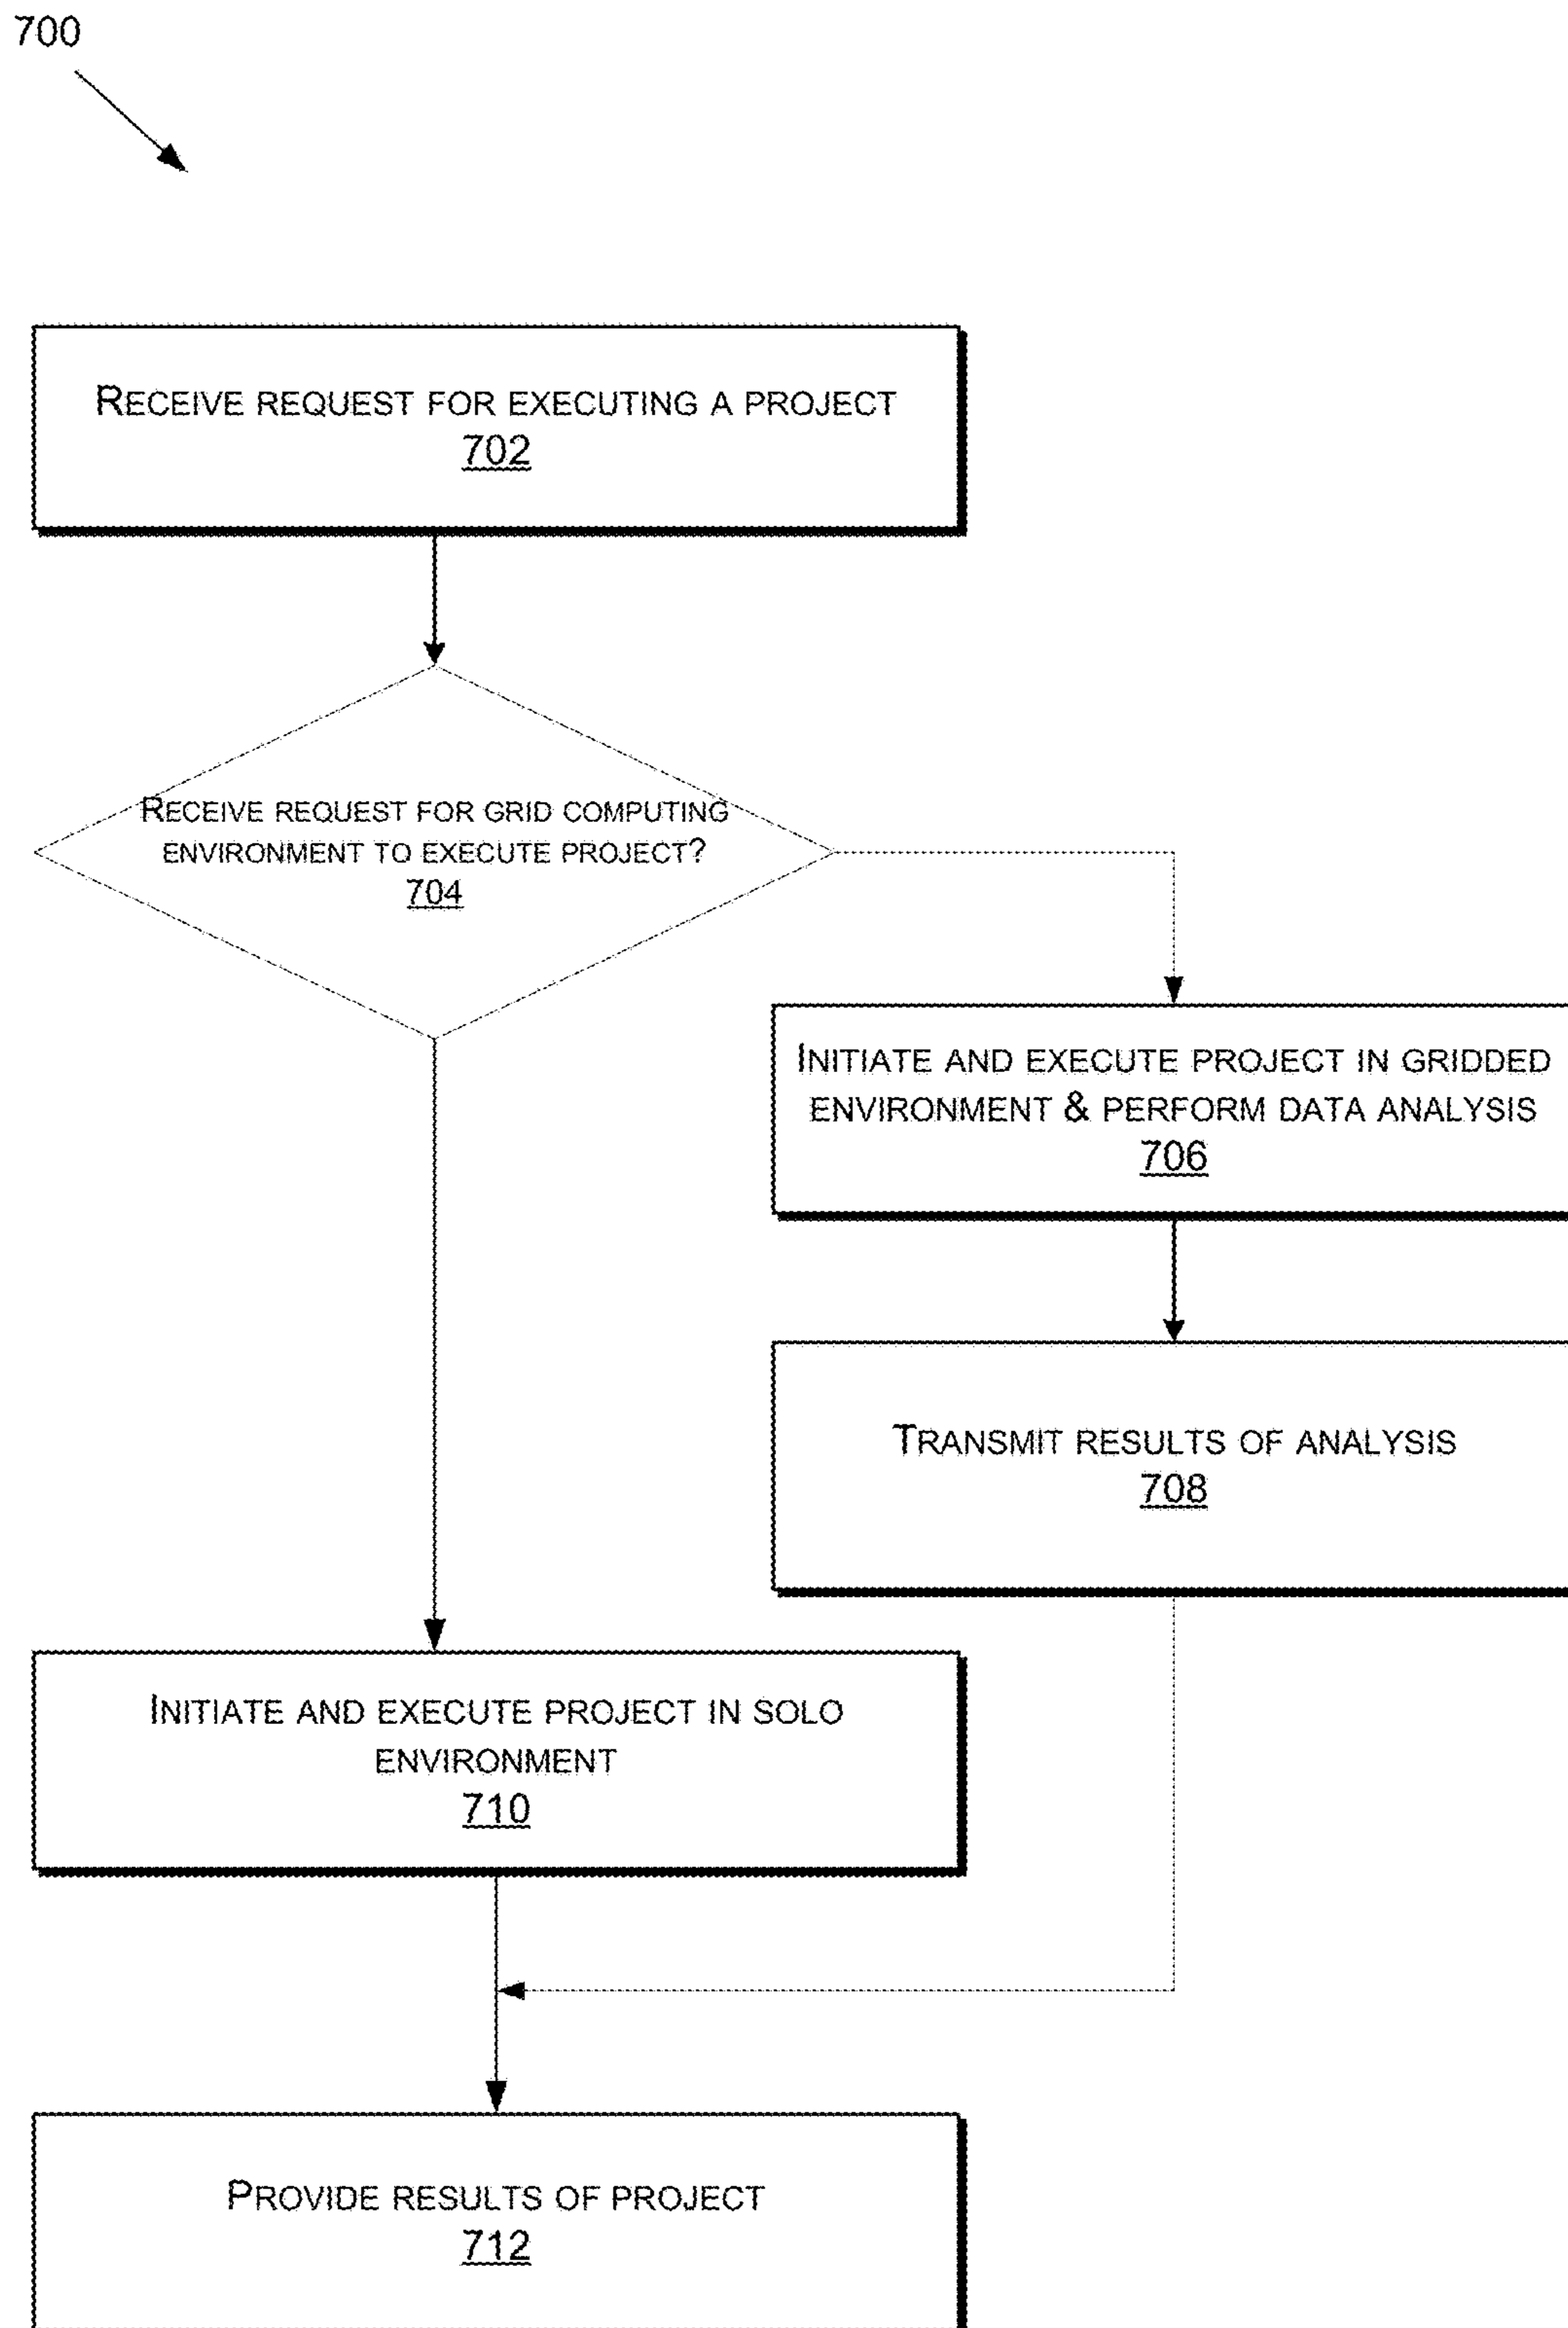 700
RECEIVE REQUEST FOR EXECUTING A PROJECT
702
RECEIVE REQUEST FOR GRID COMPUTING
ENVIRONMENT TO EXECUTE PROJECT?
704
INITIATE AND EXECUTE PROJECT IN GRIDDED
ENVIRONMENT & PERFORM DATA ANALYSIS
706
TRANSMIT RESULTS OF ANALYSIS
708
INITIATE AND EXECUTE PROJECT IN SOLO
ENVIRONMENT
710
PROVIDE RESULTS OF PROJECT
712